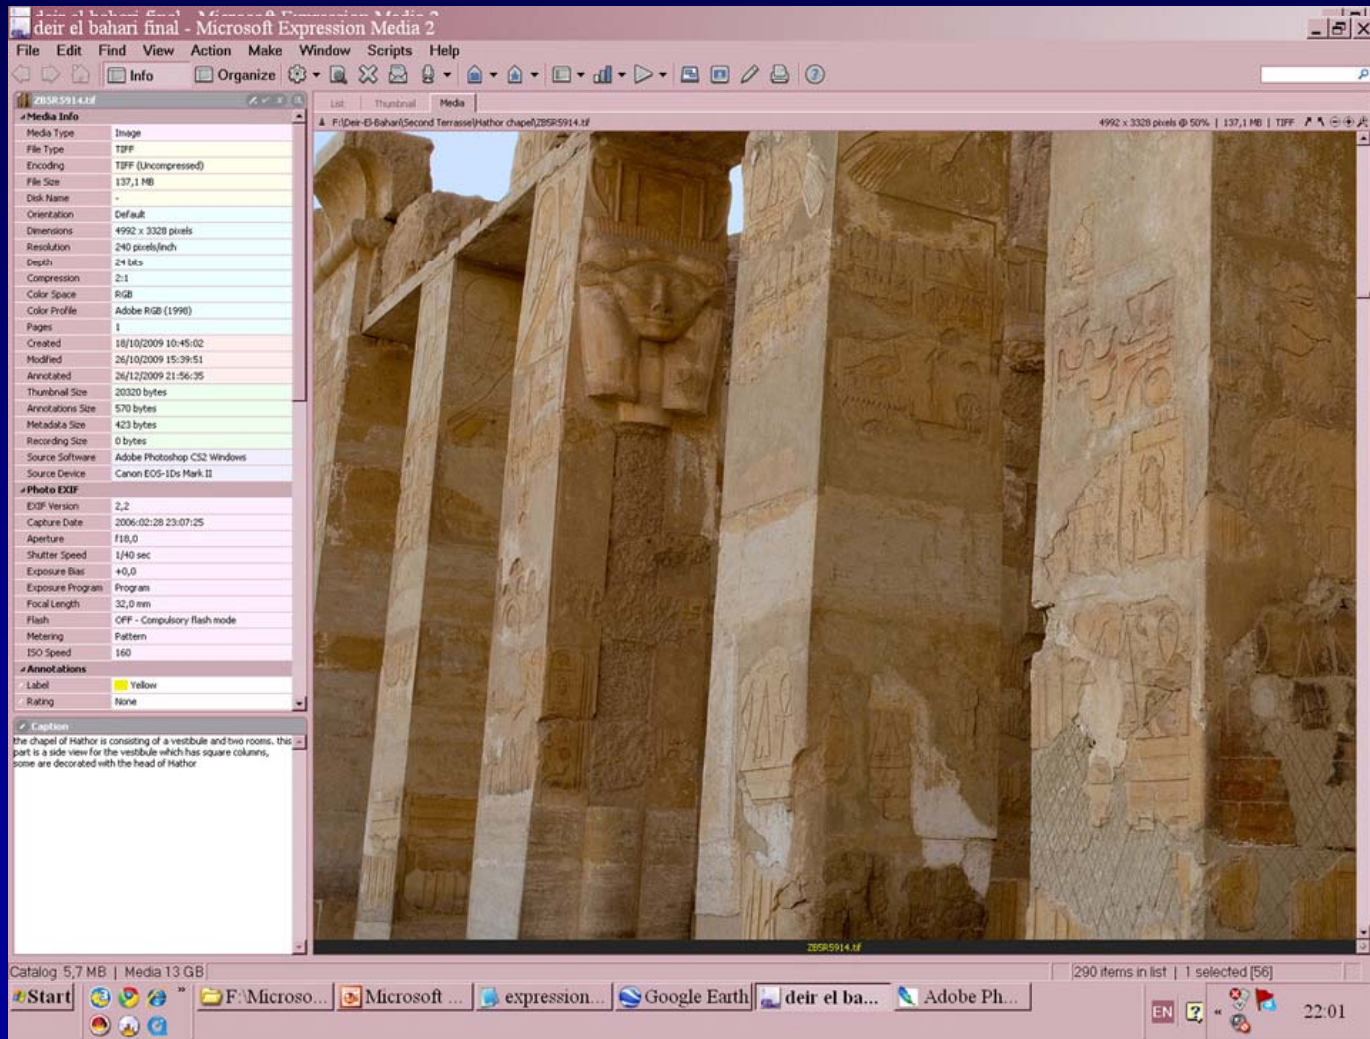 deir el bahari final - Microsoft Expression Media 2
File Edit Find View Action Make Window Scripts Help
Info Organize
ZB5R5914.tif
List Thumbnail Media
F:\Deir-El-Bahari\Second Terrasse\Hathor chapel\ZB5R5914.tif 4992 x 3328 pixels @ 50% | 137,1 MB | TIFF
Media Info
Media Type Image
File Type TIFF
Encoding TIFF (Uncompressed)
File Size 137,1 MB
Disk Name -
Orientation Default
Dimensions 4992 x 3328 pixels
Resolution 240 pixels/inch
Depth 24 bits
Compression 2:1
Color Space RGB
Color Profile Adobe RGB (1998)
Pages 1
Created 18/10/2009 10:45:02
Modified 26/10/2009 15:39:51
Annotated 26/12/2009 21:56:35
Thumbnail Size 20320 bytes
Annotations Size 570 bytes
Metadata Size 423 bytes
Recording Size 0 bytes
Source Software Adobe Photoshop CS2 Windows
Source Device Canon EOS-1Ds Mark II
Photo EXIF
EXIF Version 2,2
Capture Date 2006:02:28 23:07:25
Aperture f18,0
Shutter Speed 1/40 sec
Exposure Bias +0,0
Exposure Program Program
Focal Length 32,0 mm
Flash OFF - Compulsory flash mode
Metering Pattern
ISO Speed 160
Annotations
Label Yellow
Rating None
Caption
the chapel of Hathor is consisting of a vestibule and two rooms. this
part is a side view for the vestibule which has square columns,
some are decorated with the head of Hathor
ZB5R5914.tif
Catalog 5,7 MB | Media 13 GB 290 items in list | 1 selected [56]
Start F:\Microso... Microsoft ... expression... Google Earth deir el ba... Adobe Ph... EN 22:01